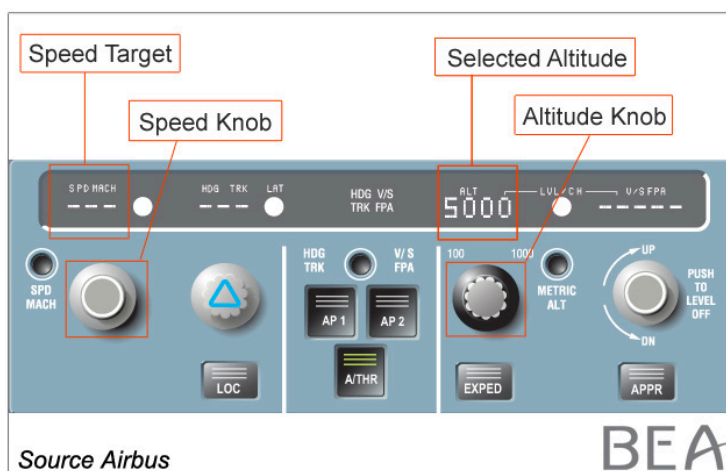 Speed Target
Selected Altitude
Speed Knob
Altitude Knob
SPD MACH
HDG TRK LAT
HDG V/S
TRK FPA
ALT LVL/CH V/S FPA
--- --- 5000 -----
SPD
MACH
HDG
TRK
V/S
FPA
100 1000
METRIC
ALT
UP
PUSH
TO
LEVEL
OFF
DN
AP 1
AP 2
LOC
A/THR
EXPED
APPR
Source Airbus
BEA